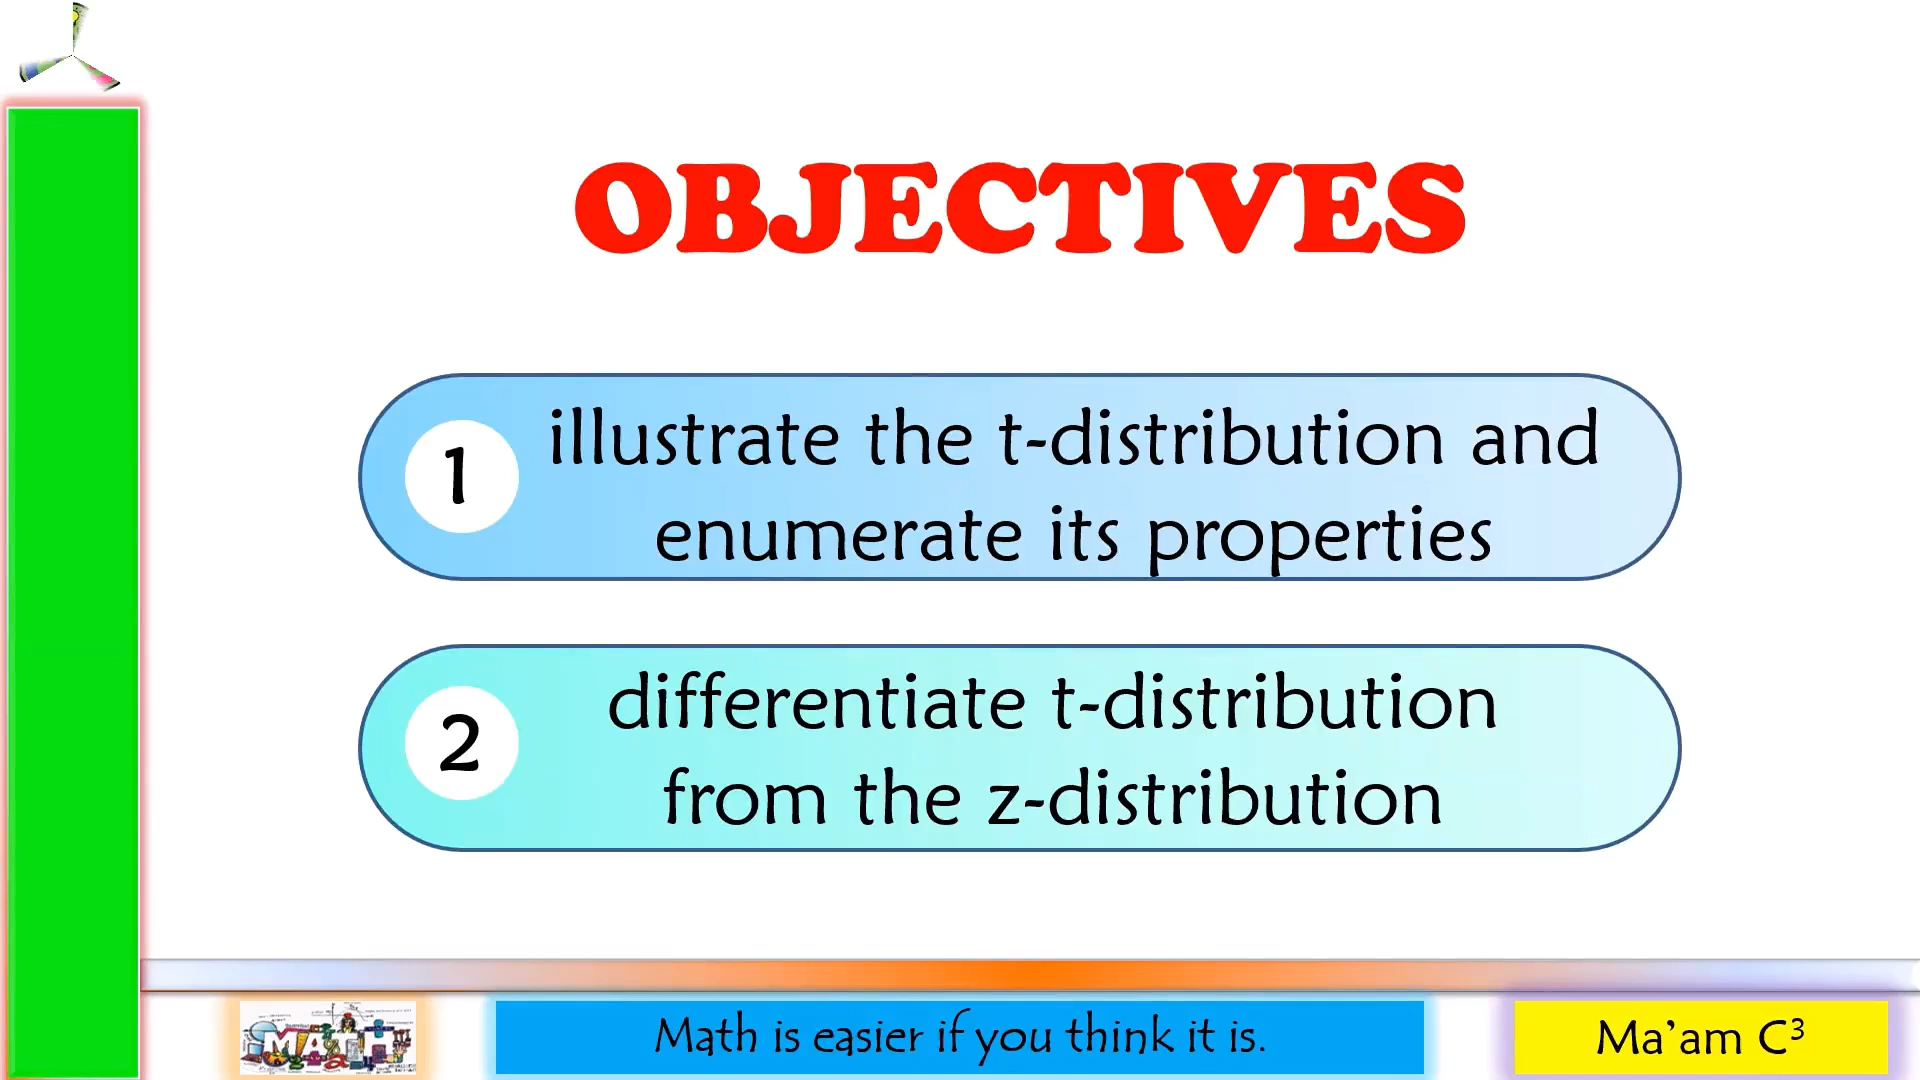 OBJECTIVES
1
illustrate the t-distribution and
enumerate its properties
2
differentiate t-distribution
from the z-distribution
MATH
Math is easier if you think it is.
Ma’am C³